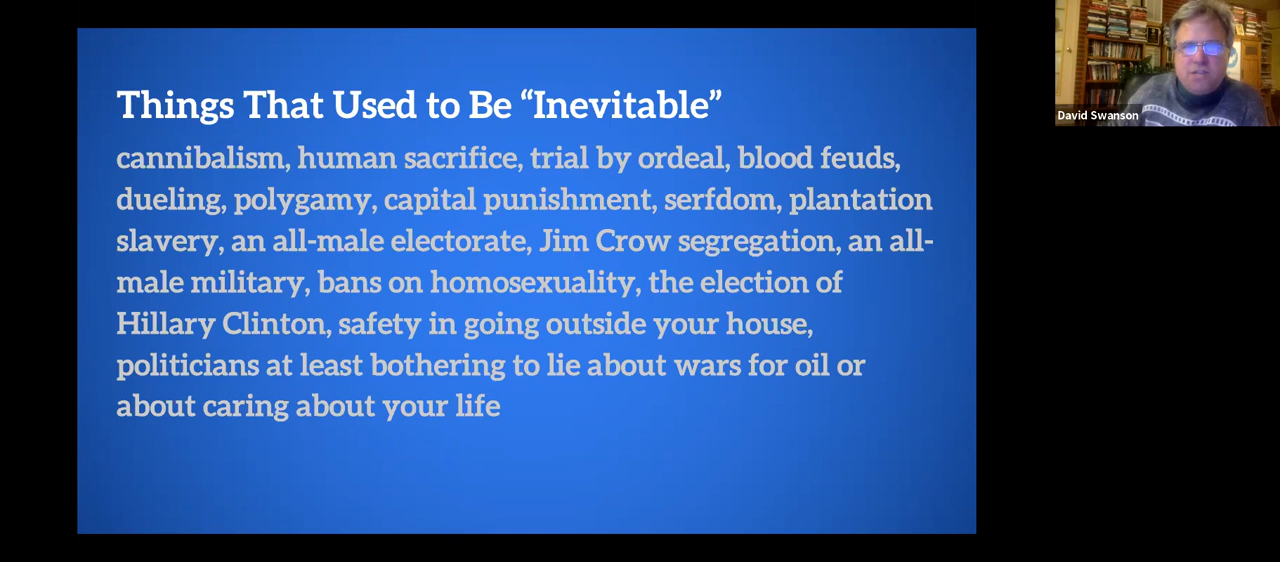 Things That Used to Be “Inevitable”
cannibalism, human sacrifice, trial by ordeal, blood feuds,
dueling, polygamy, capital punishment, serfdom, plantation
slavery, an all-male electorate, Jim Crow segregation, an all-
male military, bans on homosexuality, the election of
Hillary Clinton, safety in going outside your house,
politicians at least bothering to lie about wars for oil or
about caring about your life
David Swanson